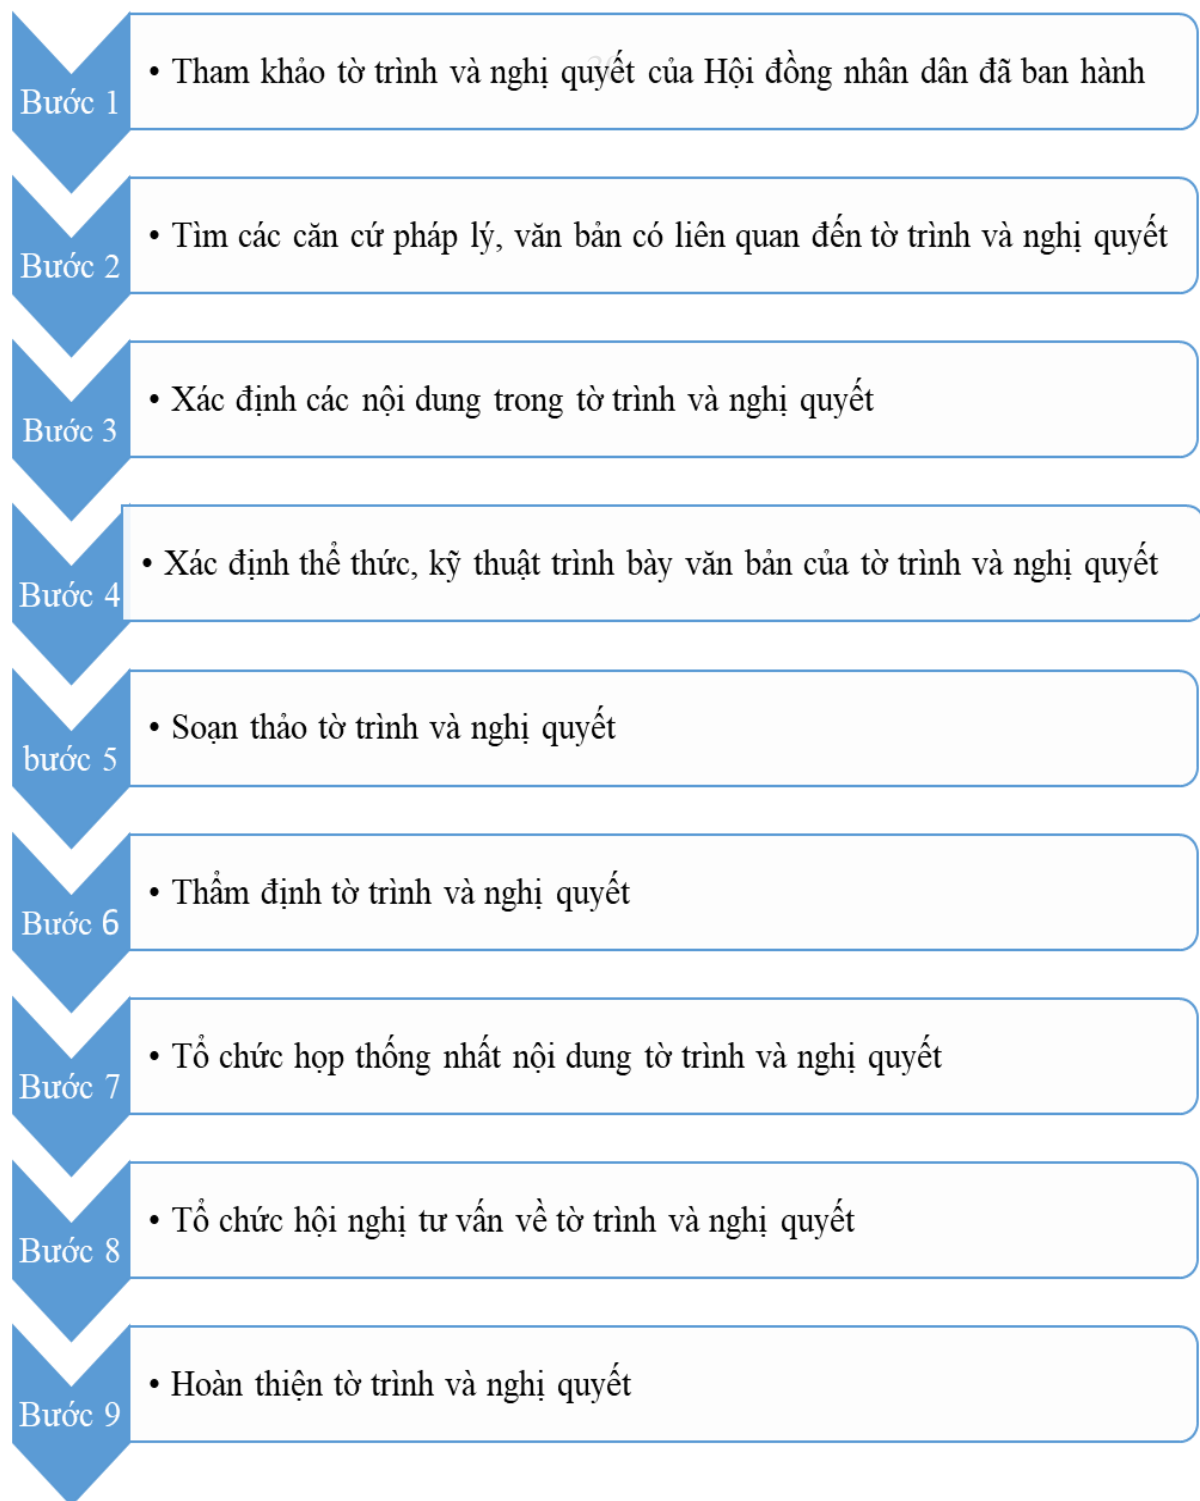 Bước 1
• Tham khảo tờ trình và nghị quyết của Hội đồng nhân dân đã ban hành
Bước 2
• Tìm các căn cứ pháp lý, văn bản có liên quan đến tờ trình và nghị quyết
Bước 3
• Xác định các nội dung trong tờ trình và nghị quyết
Bước 4
• Xác định thể thức, kỹ thuật trình bày văn bản của tờ trình và nghị quyết
bước 5
• Soạn thảo tờ trình và nghị quyết
Bước 6
• Thẩm định tờ trình và nghị quyết
Bước 7
• Tổ chức họp thống nhất nội dung tờ trình và nghị quyết
Bước 8
• Tổ chức hội nghị tư vấn về tờ trình và nghị quyết
Bước 9
• Hoàn thiện tờ trình và nghị quyết